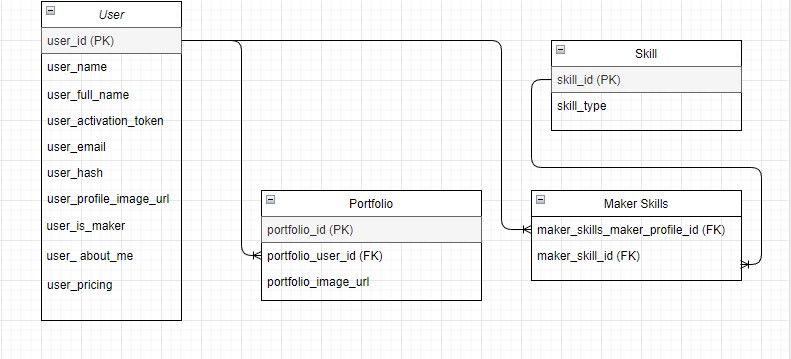 User
user_id (PK)
user_name
user_full_name
user_activation_token
user_email
user_hash
user_profile_image_url
user_is_maker
user_ about_me
user_pricing
Portfolio
portfolio_id (PK)
portfolio_user_id (FK)
portfolio_image_url
Skill
skill_id (PK)
skill_type
Maker Skills
maker_skills_maker_profile_id (FK)
maker_skill_id (FK)